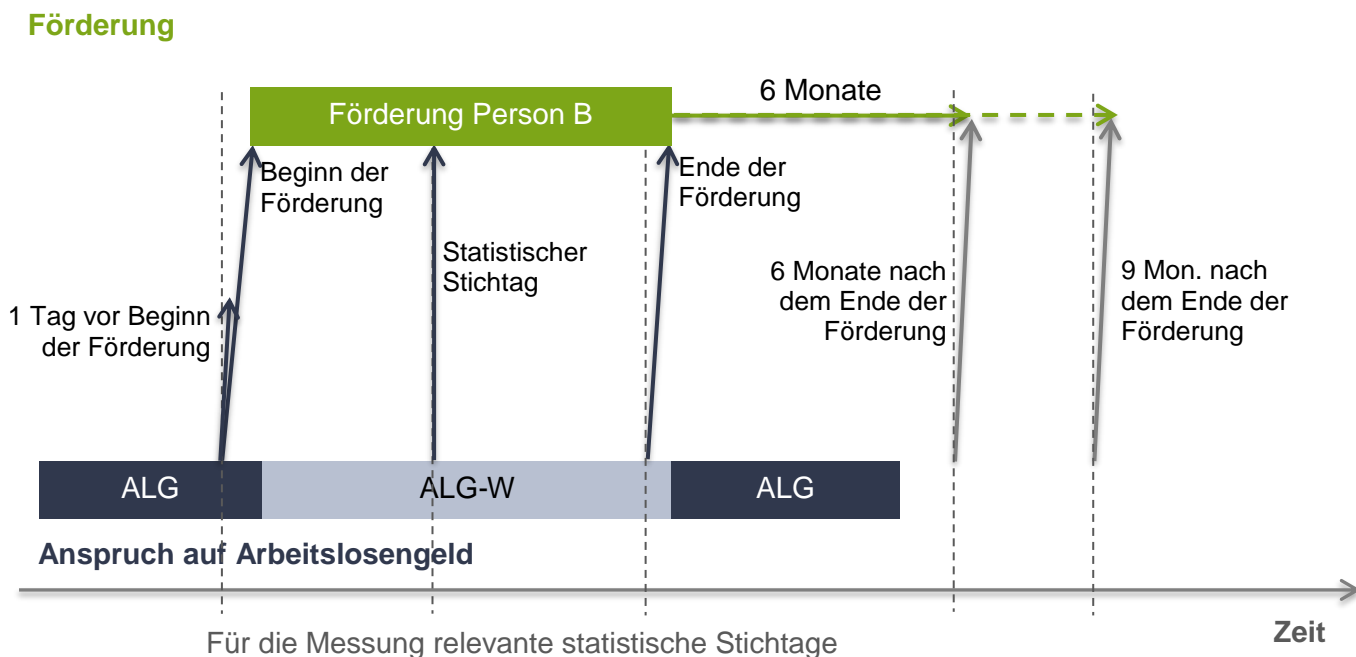 Förderung
6 Monate
Förderung Person B
Beginn der
Förderung
Ende der
Förderung
Statistischer
Stichtag
6 Monate nach
dem Ende der
Förderung
9 Mon. nach
dem Ende der
Förderung
1 Tag vor Beginn
der Förderung
ALG
ALG-W
ALG
Anspruch auf Arbeitslosengeld
Zeit
Für die Messung relevante statistische Stichtage